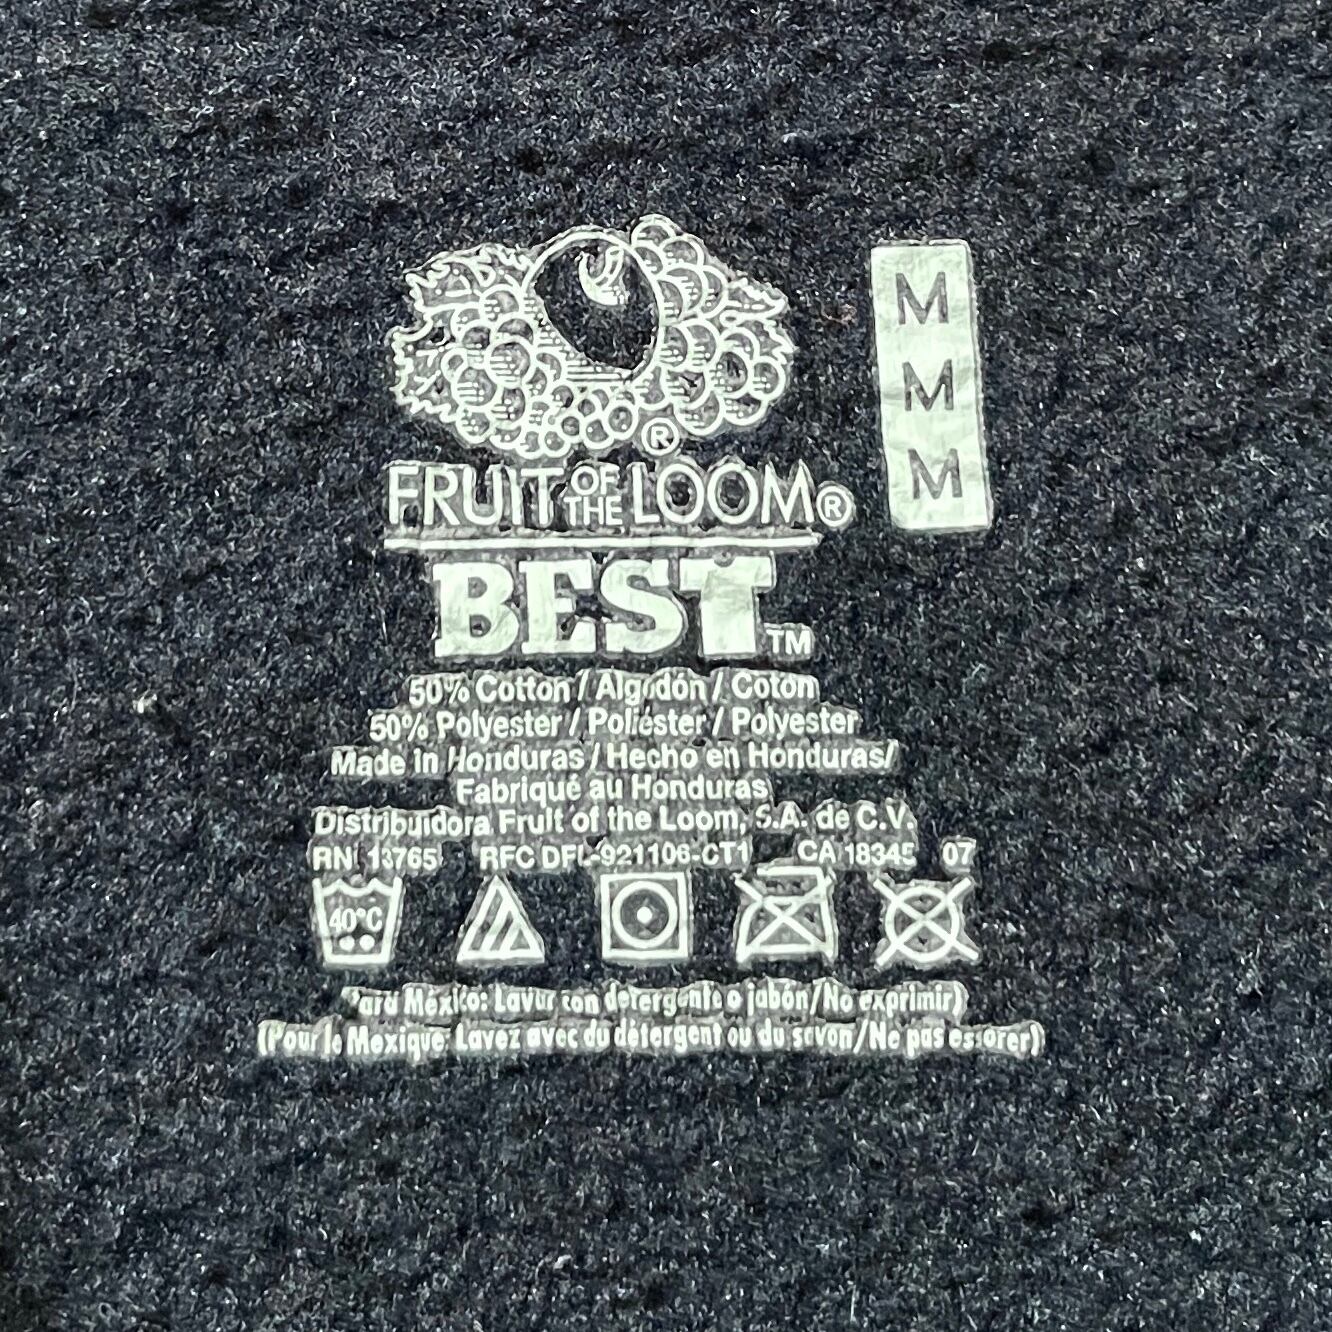 M
M
M
®
FRUIT OF THE LOOM®
BEST™
50% Cotton / Algodón / Coton
50% Polyester / Poliéster / Polyester
Made in Honduras / Hecho en Honduras/
Fabriqué au Honduras
Distribuidora Fruit of the Loom, S.A. de C.V.
RN 13765 RFC DFL-921106-CT1 CA 18345 07
40°C
Para México: Lavar con detergente o jabón/No exprimir)
(Pour le Mexique: Lavez avec du détergent ou du savon/Ne pas essorer)